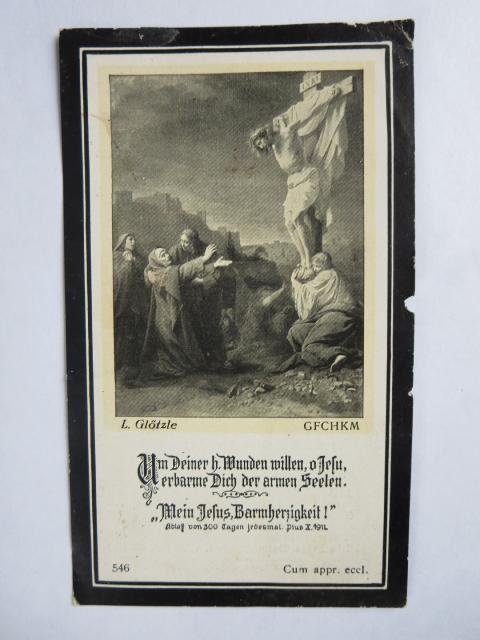 L. Glötzle
GFCHKM
Um Deiner h. Wunden willen, o Jesu,
erbarme Dich der armen Seelen.
„Mein Jesus, Barmherzigkeit!"
Ablaß von 300 Tagen jedesmal. Pius X. 1911.
546
Cum appr. eccl.